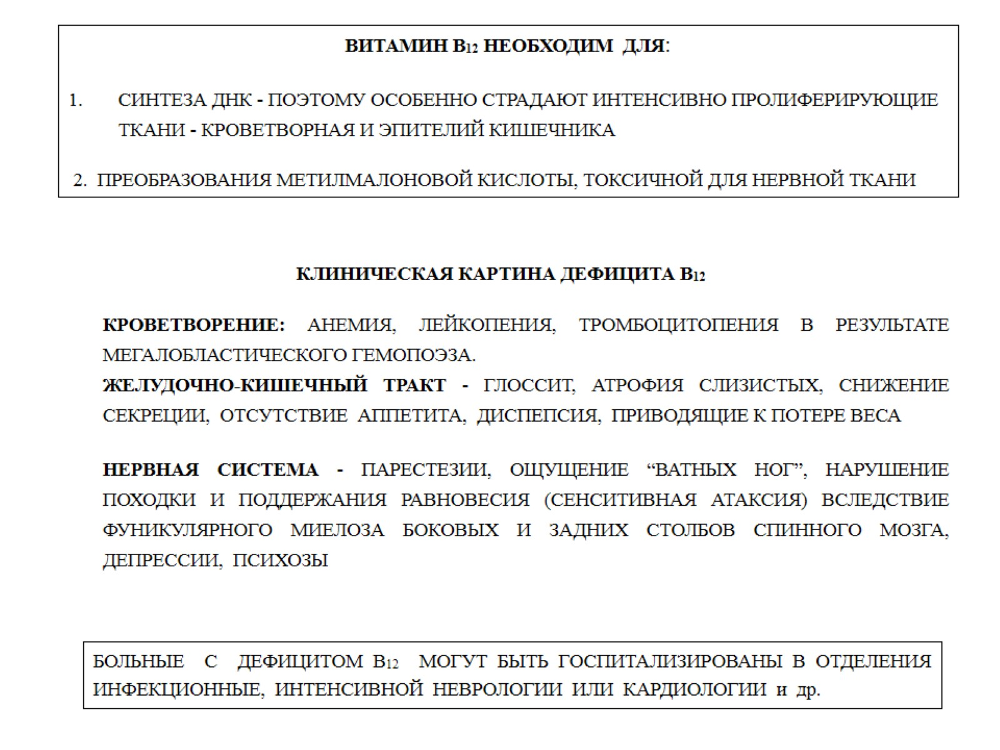 ВИТАМИН В12 НЕОБХОДИМ ДЛЯ:
1. СИНТЕЗА ДНК - ПОЭТОМУ ОСОБЕННО СТРАДАЮТ ИНТЕНСИВНО ПРОЛИФЕРИРУЮЩИЕ
ТКАНИ - КРОВЕТВОРНАЯ И ЭПИТЕЛИЙ КИШЕЧНИКА
2. ПРЕОБРАЗОВАНИЯ МЕТИЛМАЛОНОВОЙ КИСЛОТЫ, ТОКСИЧНОЙ ДЛЯ НЕРВНОЙ ТКАНИ
КЛИНИЧЕСКАЯ КАРТИНА ДЕФИЦИТА В12
КРОВЕТВОРЕНИЕ: АНЕМИЯ, ЛЕЙКОПЕНИЯ, ТРОМБОЦИТОПЕНИЯ В РЕЗУЛЬТАТЕ
МЕГАЛОБЛАСТИЧЕСКОГО ГЕМОПОЭЗА.
ЖЕЛУДОЧНО-КИШЕЧНЫЙ ТРАКТ - ГЛОССИТ, АТРОФИЯ СЛИЗИСТЫХ, СНИЖЕНИЕ
СЕКРЕЦИИ, ОТСУТСТВИЕ АППЕТИТА, ДИСПЕПСИЯ, ПРИВОДЯЩИЕ К ПОТЕРЕ ВЕСА
НЕРВНАЯ СИСТЕМА - ПАРЕСТЕЗИИ, ОЩУЩЕНИЕ “ВАТНЫХ НОГ”, НАРУШЕНИЕ
ПОХОДКИ И ПОДДЕРЖАНИЯ РАВНОВЕСИЯ (СЕНСИТИВНАЯ АТАКСИЯ) ВСЛЕДСТВИЕ
ФУНИКУЛЯРНОГО МИЕЛОЗА БОКОВЫХ И ЗАДНИХ СТОЛБОВ СПИННОГО МОЗГА,
ДЕПРЕССИИ, ПСИХОЗЫ
БОЛЬНЫЕ С ДЕФИЦИТОМ В12 МОГУТ БЫТЬ ГОСПИТАЛИЗИРОВАНЫ В ОТДЕЛЕНИЯ
ИНФЕКЦИОННЫЕ, ИНТЕНСИВНОЙ НЕВРОЛОГИИ ИЛИ КАРДИОЛОГИИ и др.